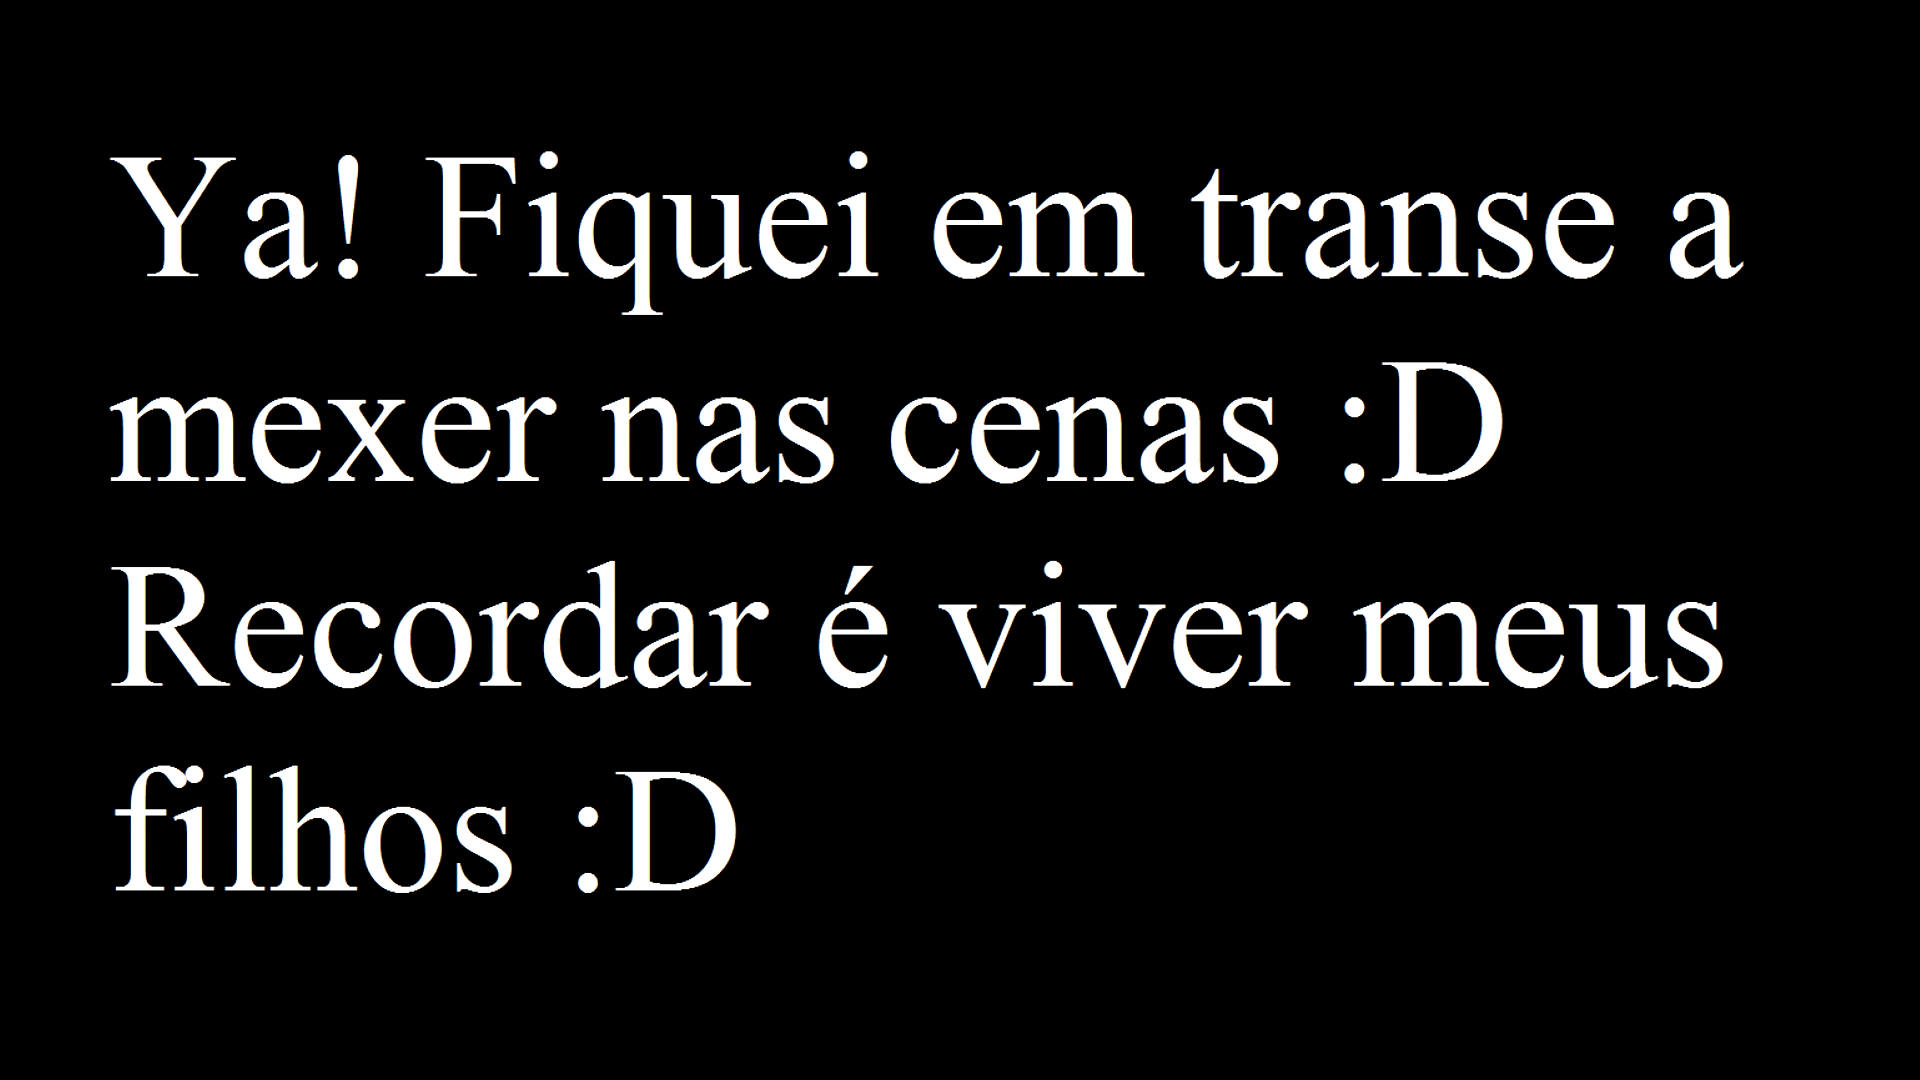 Ya! Fiquei em transe a
mexer nas cenas :D
Recordar é viver meus
filhos :D